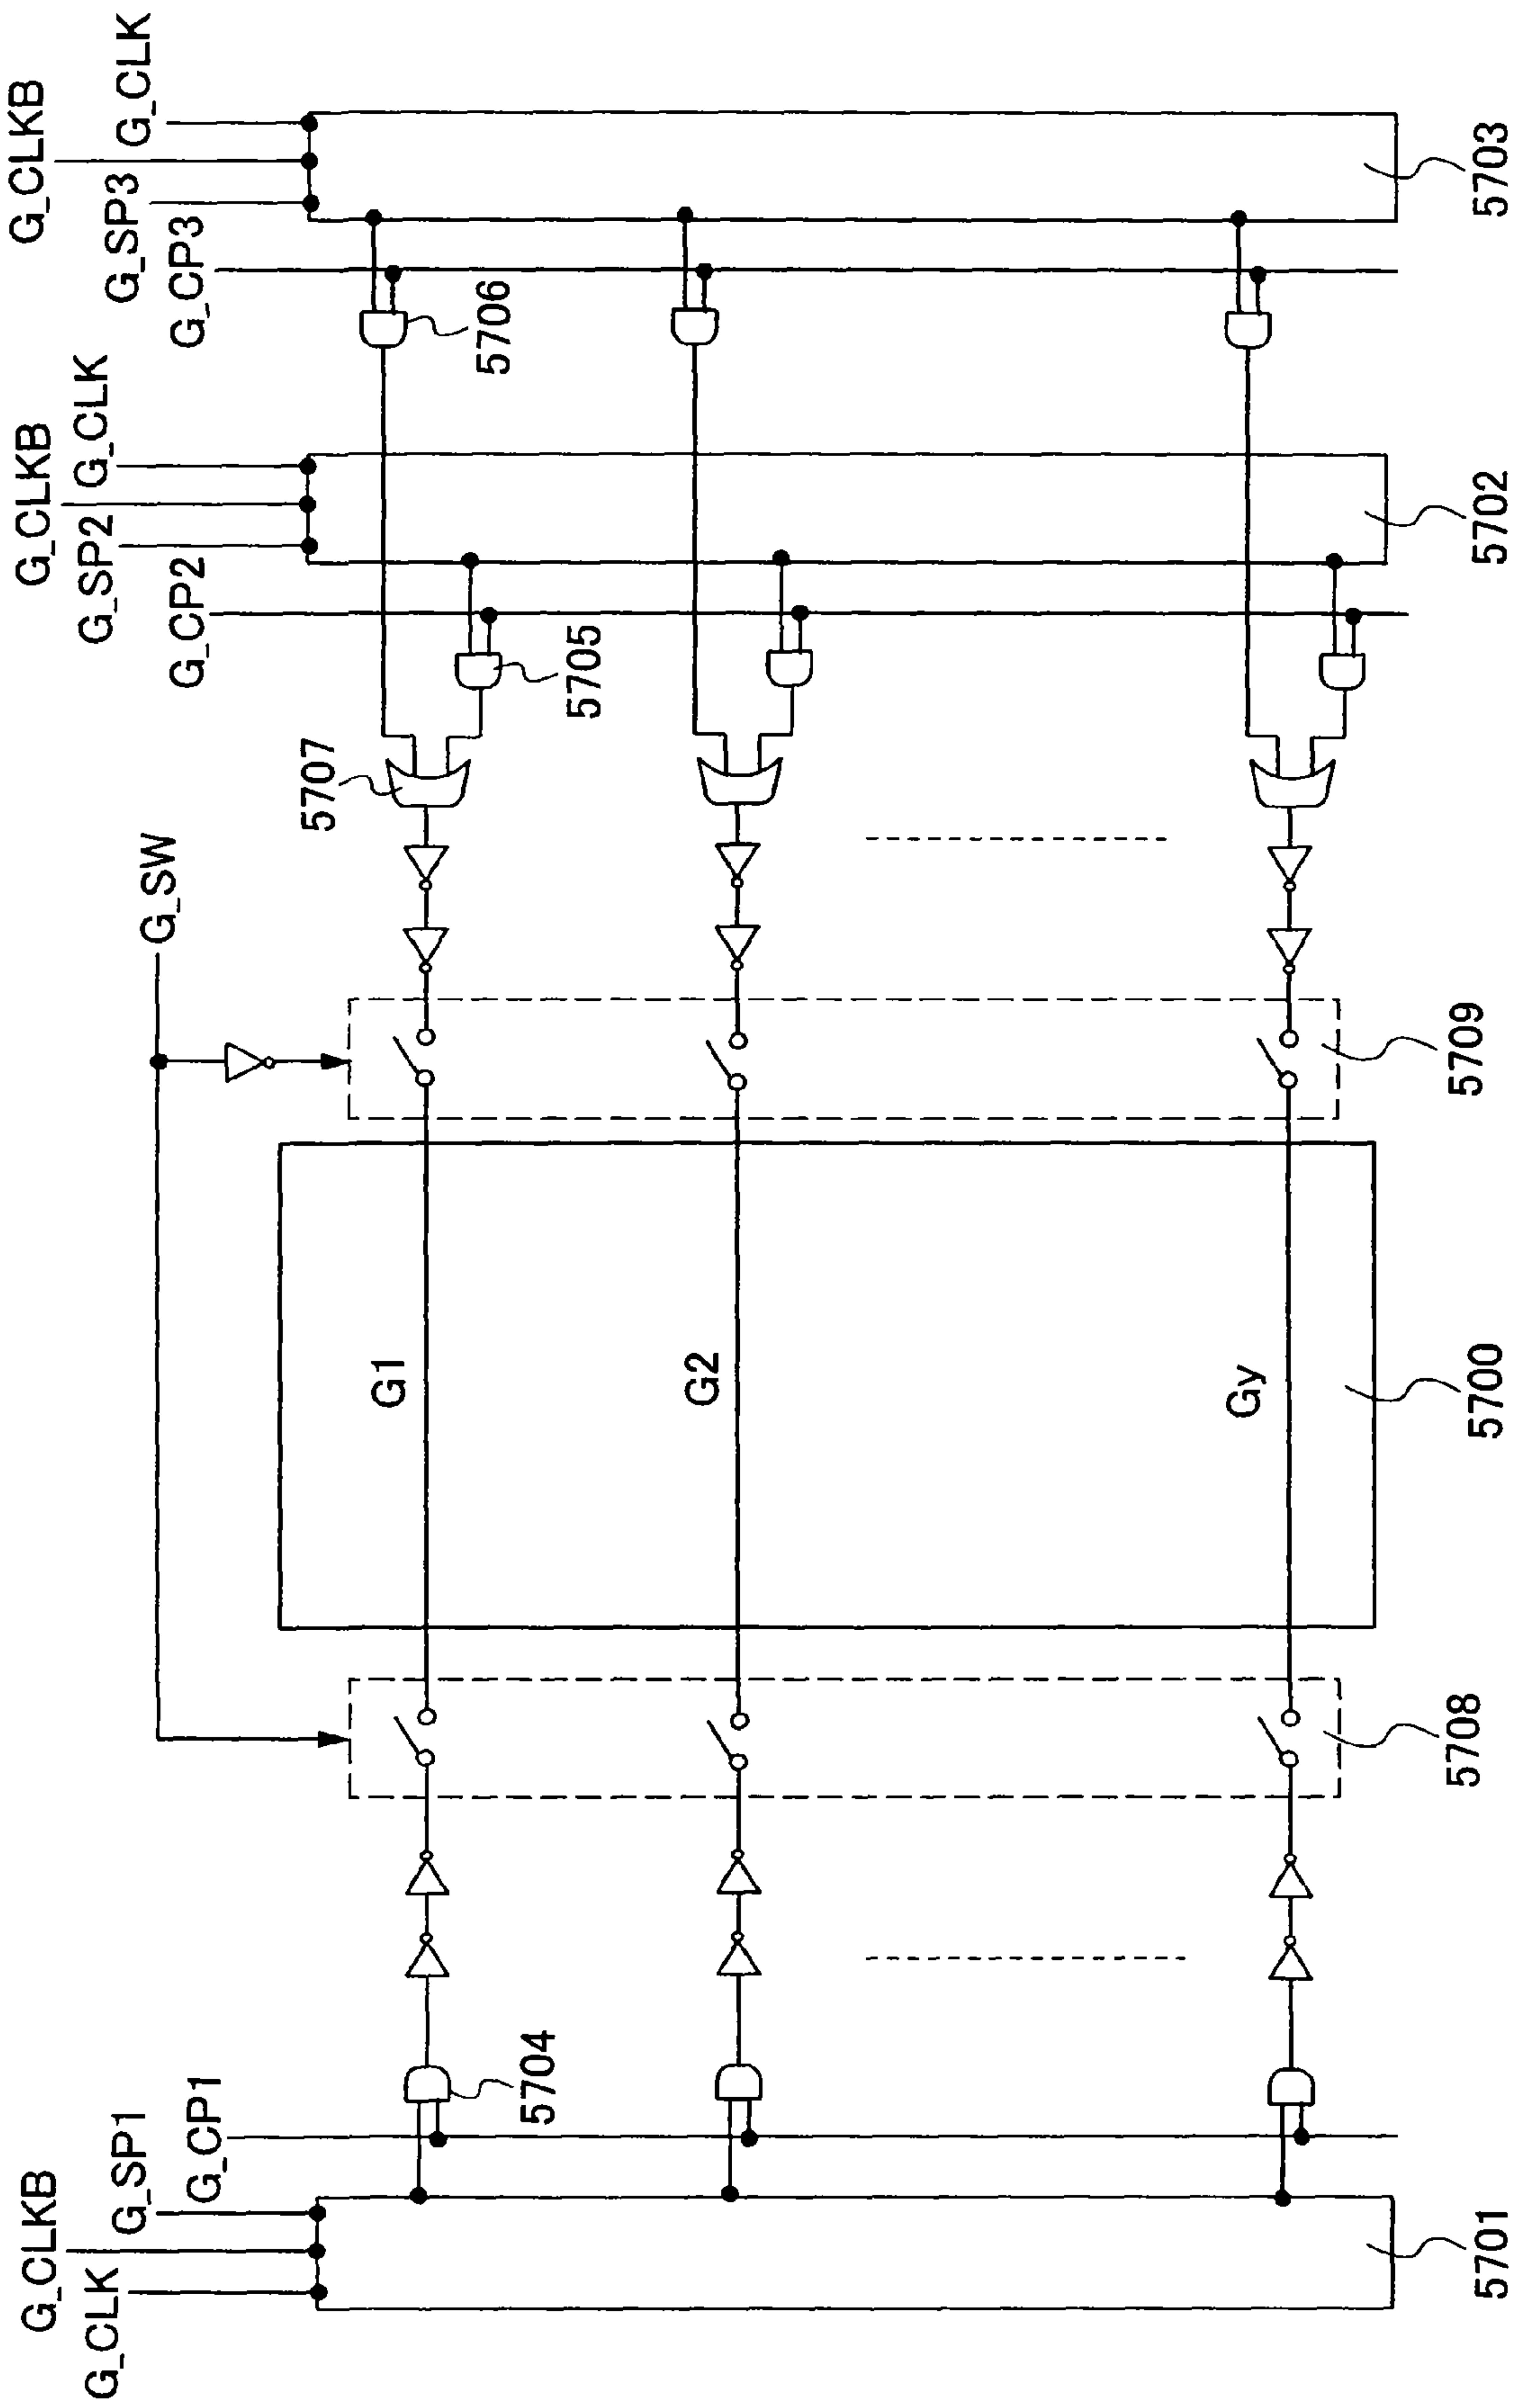 G_CLKB
G_CLK
G_SP1
G_CP1
5704
5701
G_SW
5708
G1
G2
Gy
5700
5709
5707
G_CLKB
G_CLK
G_SP2
G_CP2
5705
5702
G_CLKB
G_CLK
G_SP3
G_CP3
5706
5703